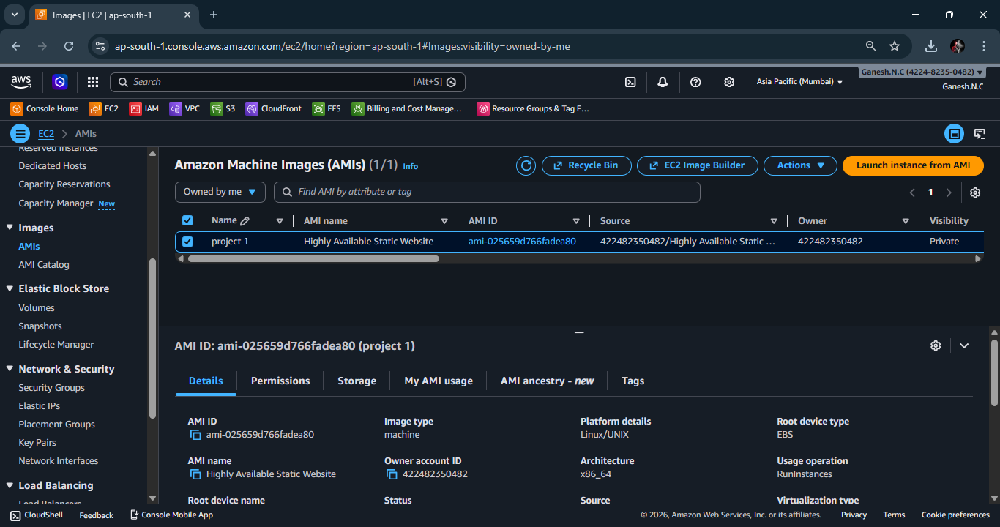 Images | EC2 | ap-south-1
ap-south-1.console.aws.amazon.com/ec2/home?region=ap-south-1#Images:visibility=owned-by-me
aws
Search
[Alt+S]
Asia Pacific (Mumbai)
Ganesh.N.C (4224-8235-0482)
Ganesh.N.C
Console Home
EC2
IAM
VPC
S3
CloudFront
EFS
Billing and Cost Manage...
Resource Groups & Tag E...
EC2
AMIs
Reserved Instances
Dedicated Hosts
Capacity Reservations
Capacity Manager New
Images
AMIs
AMI Catalog
Elastic Block Store
Volumes
Snapshots
Lifecycle Manager
Network & Security
Security Groups
Elastic IPs
Placement Groups
Key Pairs
Network Interfaces
Load Balancing
Load Balancers
Amazon Machine Images (AMIs) (1/1) Info
Recycle Bin
EC2 Image Builder
Actions
Launch instance from AMI
Owned by me
Find AMI by attribute or tag
1
Name AMI name AMI ID Source Owner Visibility
project 1 Highly Available Static Website ami-025659d766fadea80 422482350482/Highly Available Static ... 422482350482 Private
AMI ID: ami-025659d766fadea80 (project 1)
Details Permissions Storage My AMI usage AMI ancestry - new Tags
AMI ID
ami-025659d766fadea80
Image type
machine
Platform details
Linux/UNIX
Root device type
EBS
AMI name
Highly Available Static Website
Owner account ID
422482350482
Architecture
x86_64
Usage operation
RunInstances
Root device name
Status
Source
Virtualization type
CloudShell
Feedback
Console Mobile App
© 2026, Amazon Web Services, Inc. or its affiliates.
Privacy
Terms
Cookie preferences